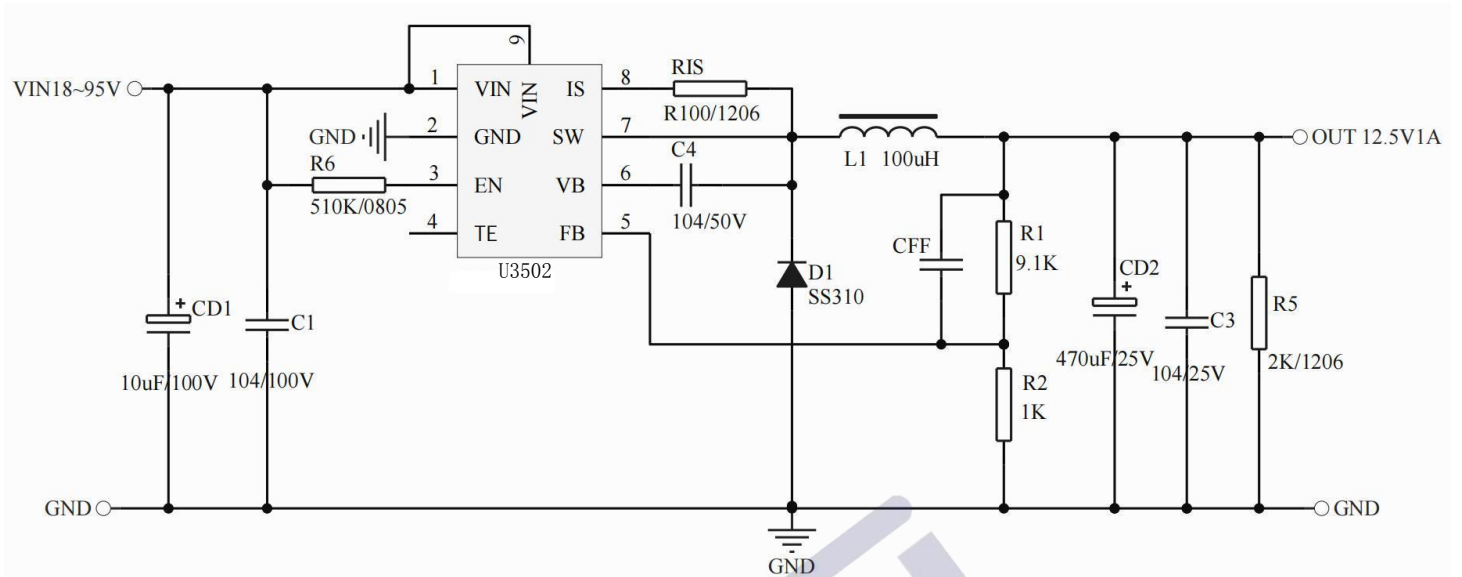 VIN18~95V
9
1
VIN
VIN
IS
8
RIS
R100/1206
GND
2
GND
SW
7
L1 100uH
OUT 12.5V1A
R6
510K/0805
3
EN
VB
6
C4
104/50V
4
TE
FB
5
U3502
CFF
R1
9.1K
D1
SS310
CD2
+
470uF/25V
C3
104/25V
R5
2K/1206
+
CD1
10uF/100V
C1
104/100V
R2
1K
GND
GND
GND